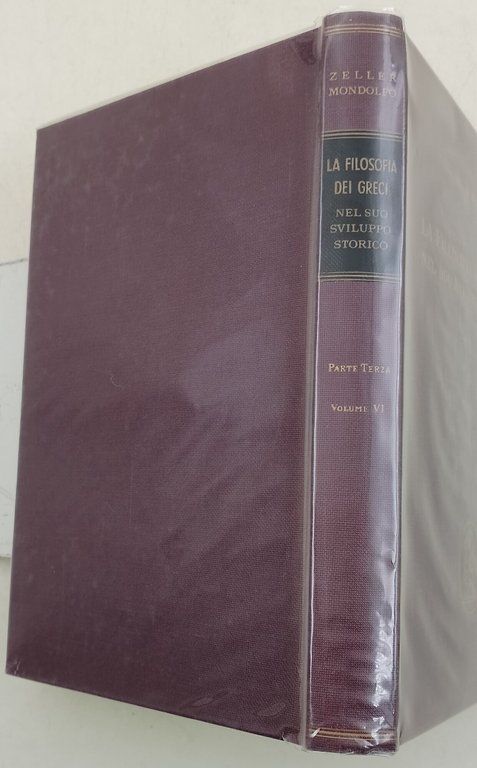 ZELLER
MONDOLFO
LA FILOSOFIA
DEI GRECI
NEL SUO
SVILUPPO
STORICO
PARTE TERZA
VOLUME VI